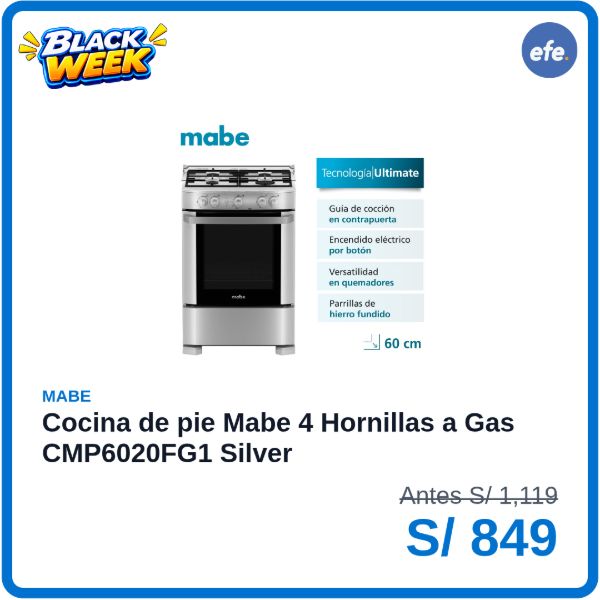 BLACK
WEEK
efe.
mabe
Tecnología|Ultimate
Guía de cocción
en contrapuerta
Encendido eléctrico
por botón
Versatilidad
en quemadores
Parrillas de
hierro fundido
mabe
60 cm
MABE
Cocina de pie Mabe 4 Hornillas a Gas
CMP6020FG1 Silver
Antes S/ 1,119
S/ 849